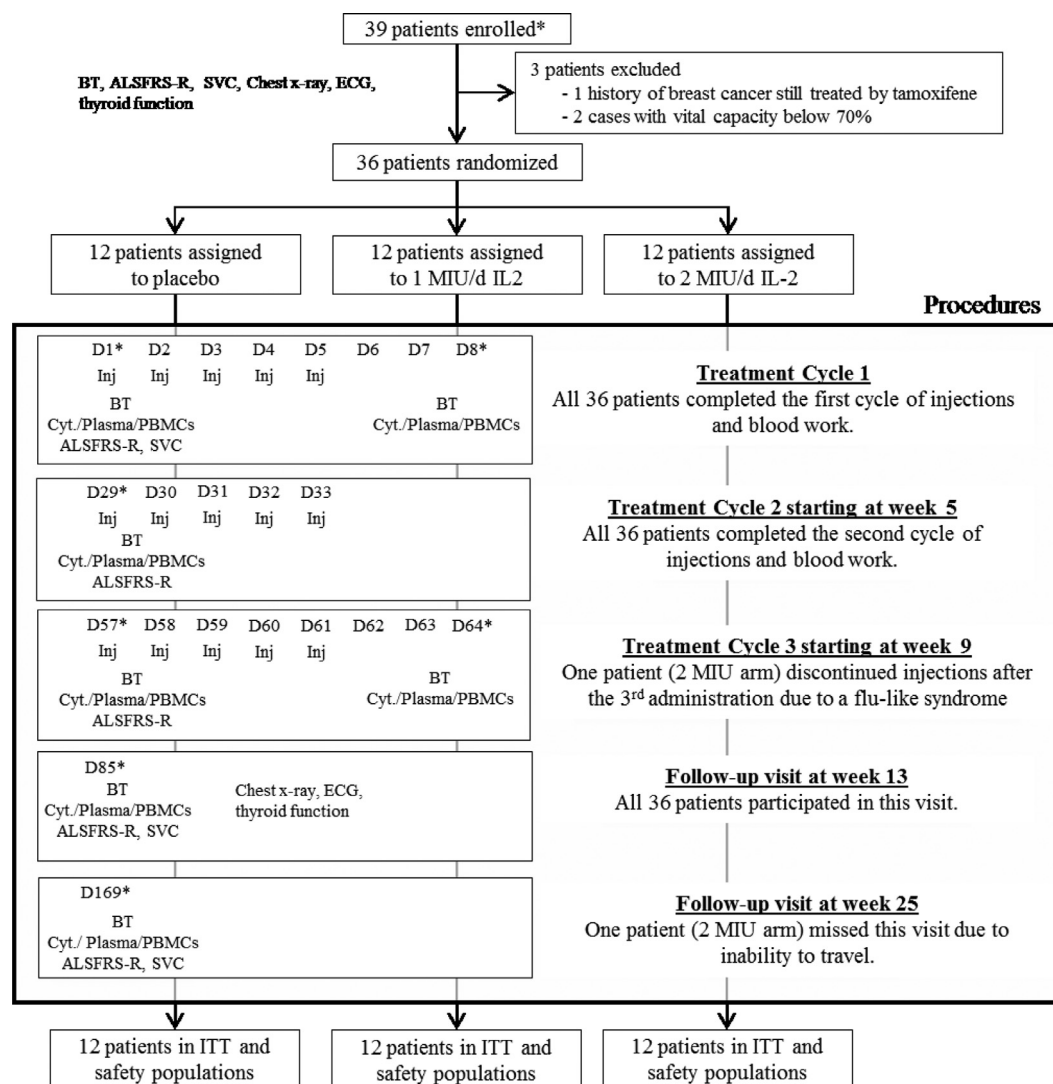 39 patients enrolled*
BT, ALSFRS-R, SVC, Chest x-ray, ECG,
thyroid function
3 patients excluded
- 1 history of breast cancer still treated by tamoxifene
- 2 cases with vital capacity below 70%
36 patients randomized
12 patients assigned
to placebo
12 patients assigned
to 1 MIU/d IL2
12 patients assigned
to 2 MIU/d IL-2
Procedures
D1* D2 D3 D4 D5 D6 D7 D8*
Inj Inj Inj Inj Inj
BT BT
Cyt./Plasma/PBMCs Cyt./Plasma/PBMCs
ALSFRS-R, SVC
Treatment Cycle 1
All 36 patients completed the first cycle of injections
and blood work.
D29* D30 D31 D32 D33
Inj Inj Inj Inj Inj
BT
Cyt./Plasma/PBMCs
ALSFRS-R
Treatment Cycle 2 starting at week 5
All 36 patients completed the second cycle of
injections and blood work.
D57* D58 D59 D60 D61 D62 D63 D64*
Inj Inj Inj Inj Inj
BT BT
Cyt./Plasma/PBMCs Cyt./Plasma/PBMCs
ALSFRS-R
Treatment Cycle 3 starting at week 9
One patient (2 MIU arm) discontinued injections after
the 3rd administration due to a flu-like syndrome
D85*
BT
Cyt./Plasma/PBMCs
ALSFRS-R, SVC
Chest x-ray, ECG,
thyroid function
Follow-up visit at week 13
All 36 patients participated in this visit.
D169*
BT
Cyt./ Plasma/PBMCs
ALSFRS-R, SVC
Follow-up visit at week 25
One patient (2 MIU arm) missed this visit due to
inability to travel.
12 patients in ITT and
safety populations
12 patients in ITT and
safety populations
12 patients in ITT and
safety populations